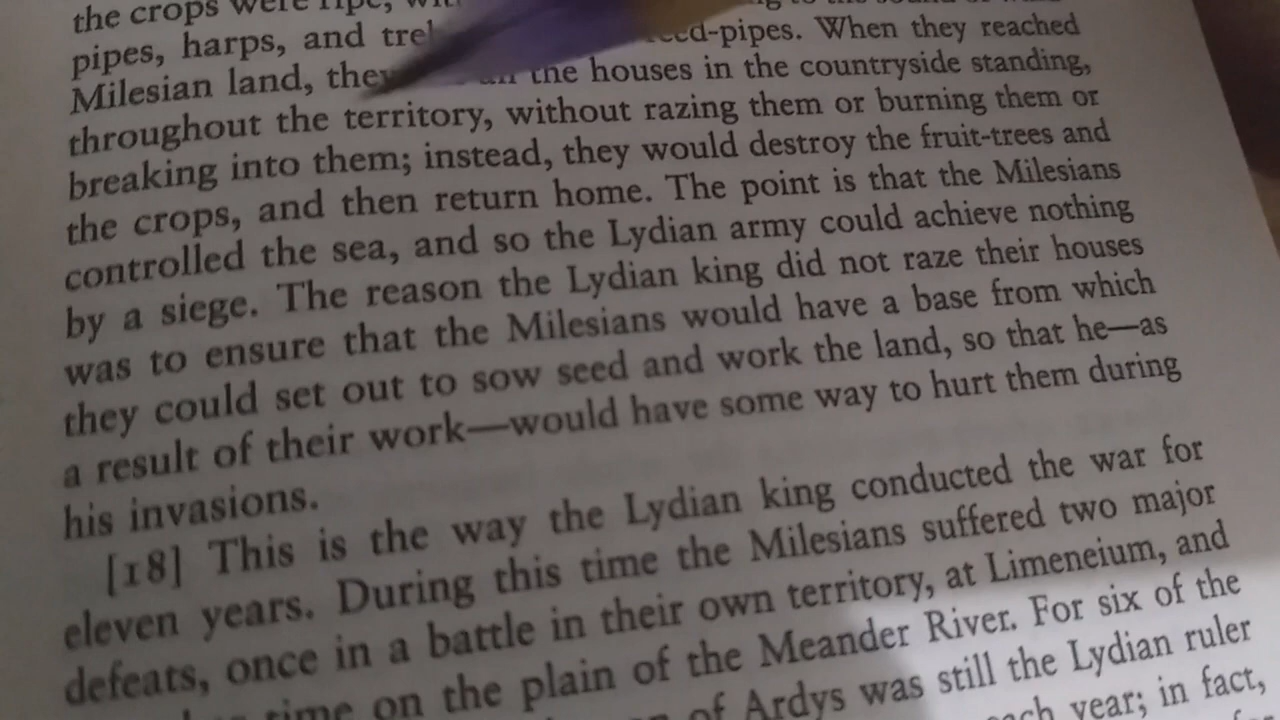 the crops were ripe,
pipes, harps, and
Milesian land, they the houses in the countryside standing,
throughout the territory, without razing them or burning them or
breaking into them; instead, they would destroy the fruit-trees and
the crops, and then return home. The point is that the Milesians
controlled the sea, and so the Lydian army could achieve nothing
by a siege. The reason the Lydian king did not raze their houses
was to ensure that the Milesians would have a base from which
they could set out to sow seed and work the land, so that he—as
a result of their work—would have some way to hurt them during
his invasions.
[18] This is the way the Lydian king conducted the war for
eleven years. During this time the Milesians suffered two major
defeats, once in a battle in their own territory, at Limeneium, and
time on the plain of the Meander River. For six of the
of Ardys was still the Lydian ruler
year; in fact,